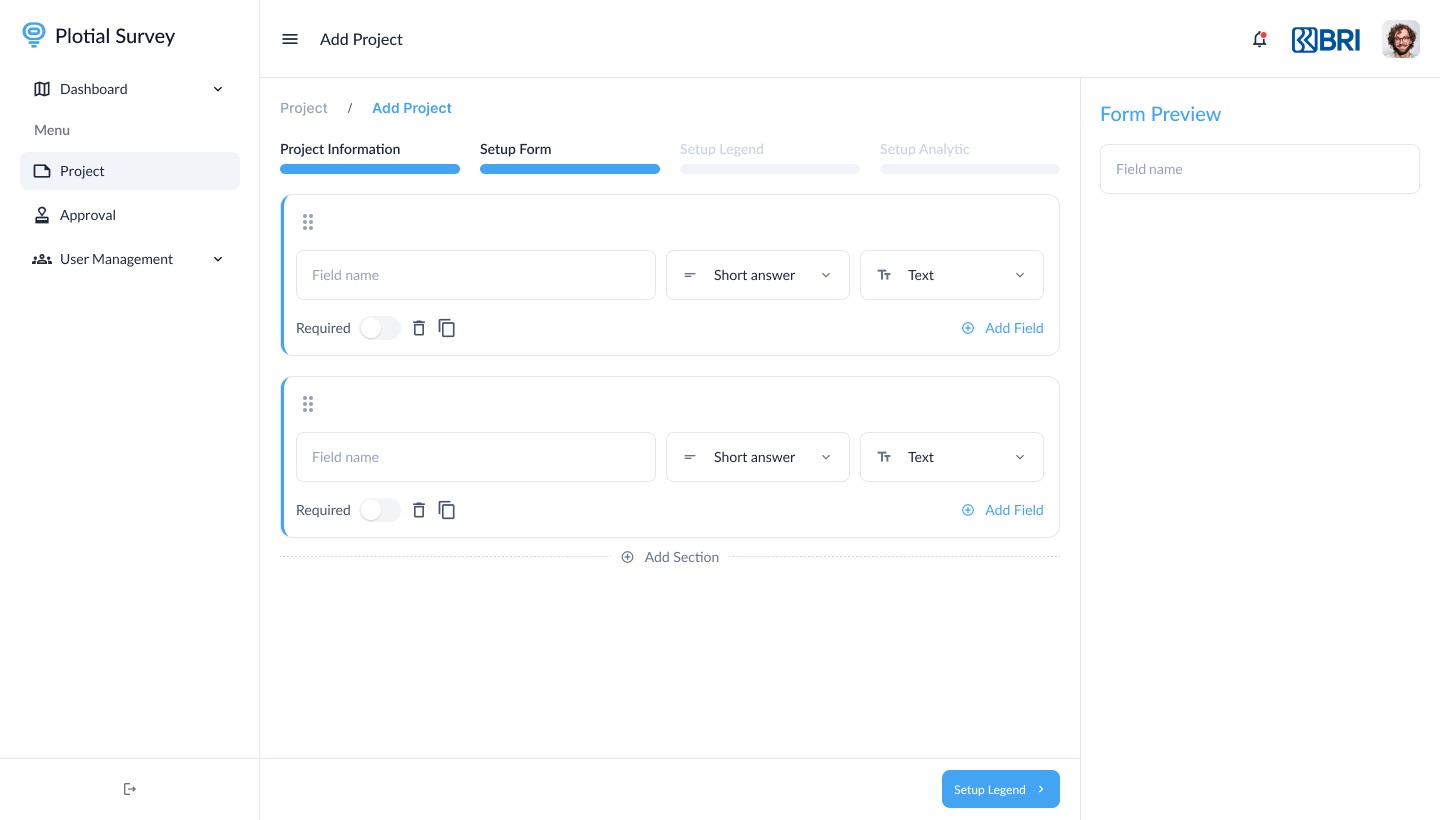 Plotial Survey
Dashboard
Menu
Project
Approval
User Management
Add Project
BRI
Project / Add Project
Project Information
Setup Form
Setup Legend
Setup Analytic
Field name
Short answer
Text
Required
Add Field
Field name
Short answer
Text
Required
Add Field
Add Section
Setup Legend
Form Preview
Field name